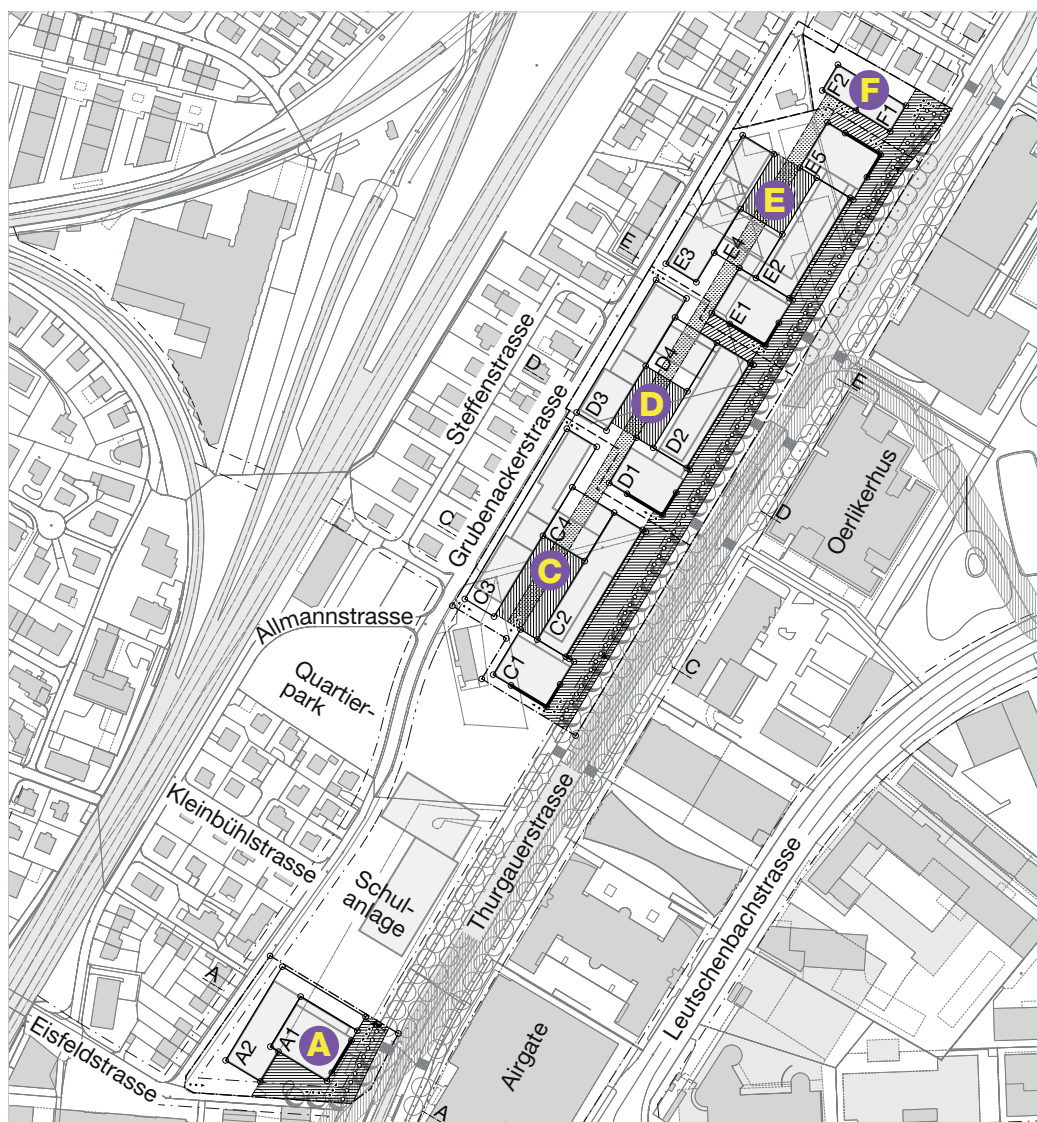 F
F2
F1
E5
E
E
E4
E3
E2
E1
Steffenstrasse
D
D4
D3
D
D2
D1
E
Grubenackerstrasse
Oerlikerhus
D
C
C4
C
C3
C2
C1
C
Allmannstrasse
Quartier-
park
Kleinbühlstrasse
Thurgauerstrasse
Schul-
anlage
Leutschenbachstrasse
A
A1
A
A2
Eisfeldstrasse
Airgate
A